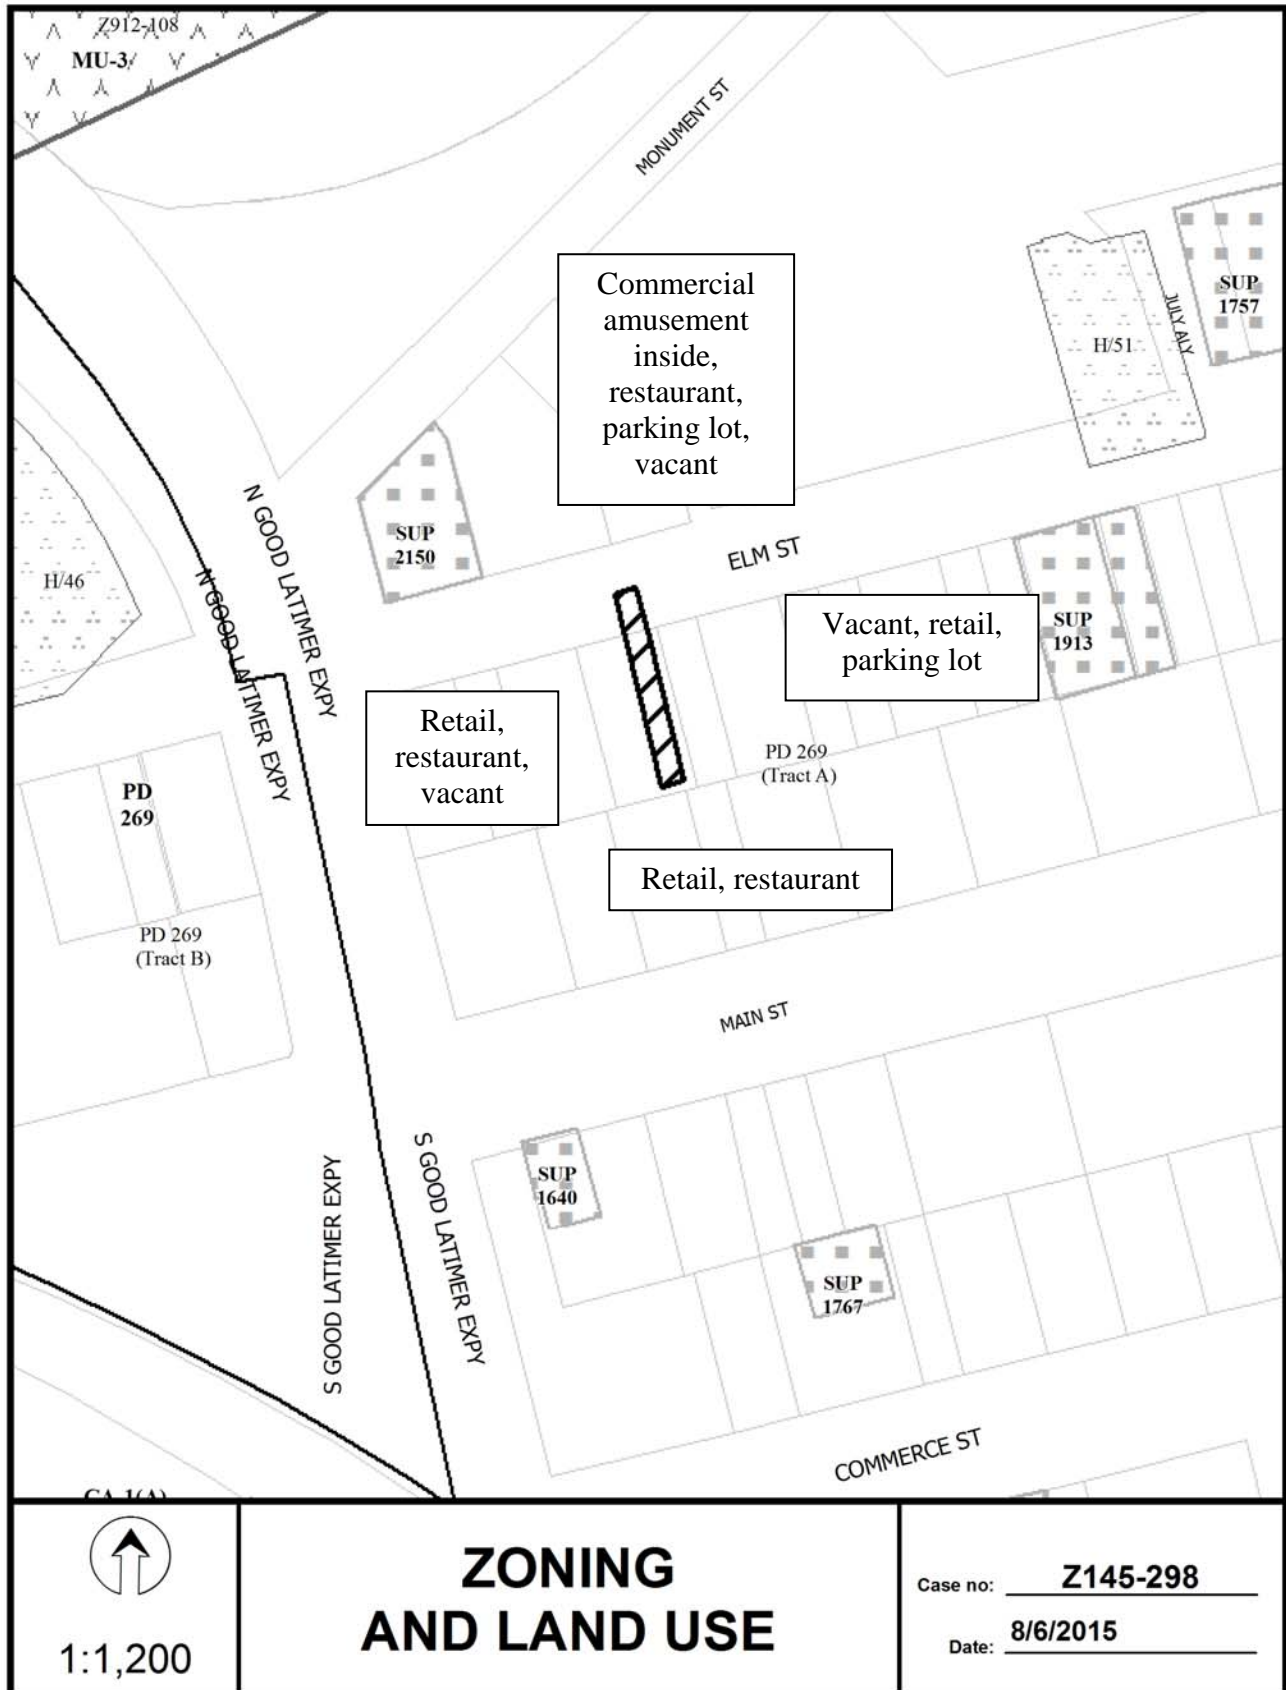 Z912-108
MU-3
MONUMENT ST
Commercial
amusement
inside,
restaurant,
parking lot,
vacant
SUP
1757
JULY ALY
H/51
N GOOD LATIMER EXPY
SUP
2150
ELM ST
H/46
N GOOD LATIMER EXPY
Vacant, retail,
parking lot
SUP
1913
Retail,
restaurant,
vacant
PD 269
(Tract A)
PD
269
Retail, restaurant
PD 269
(Tract B)
MAIN ST
S GOOD LATIMER EXPY
S GOOD LATIMER EXPY
SUP
1640
SUP
1767
COMMERCE ST
CA-1(A)
1:1,200
ZONING
AND LAND USE
Case no: Z145-298
Date: 8/6/2015